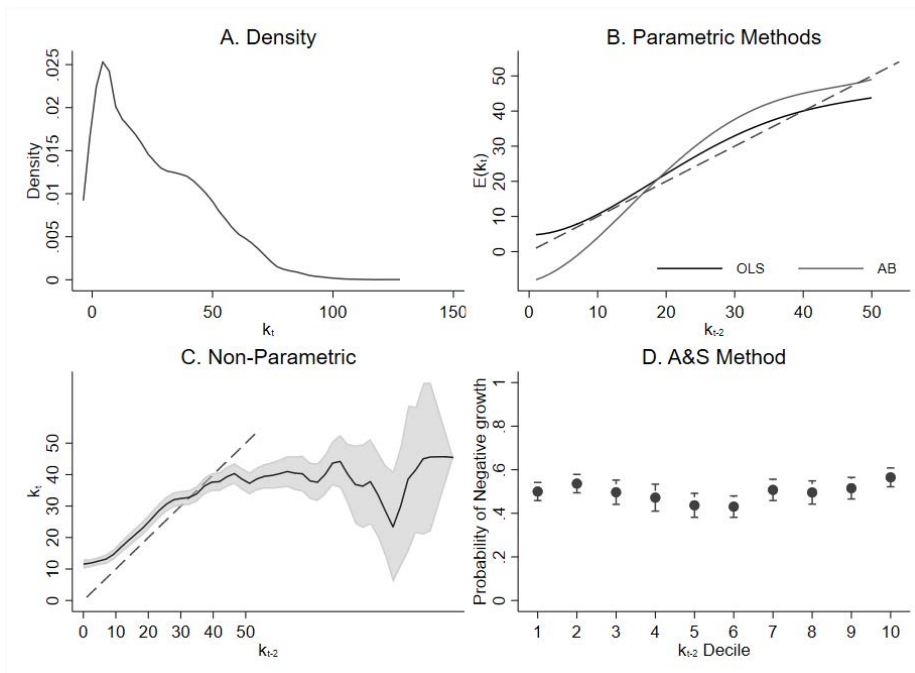 A. Density
Density
0 .005 .01 .015 .02 .025
0 50 100 150
kt
B. Parametric Methods
E(kt)
0 10 20 30 40 50
OLS AB
0 10 20 30 40 50
kt-2
C. Non-Parametric
kt
0 10 20 30 40 50
0 10 20 30 40 50
kt-2
D. A&S Method
Probability of Negative growth
0 .2 .4 .6 .8 1
1 2 3 4 5 6 7 8 9 10
kt-2 Decile